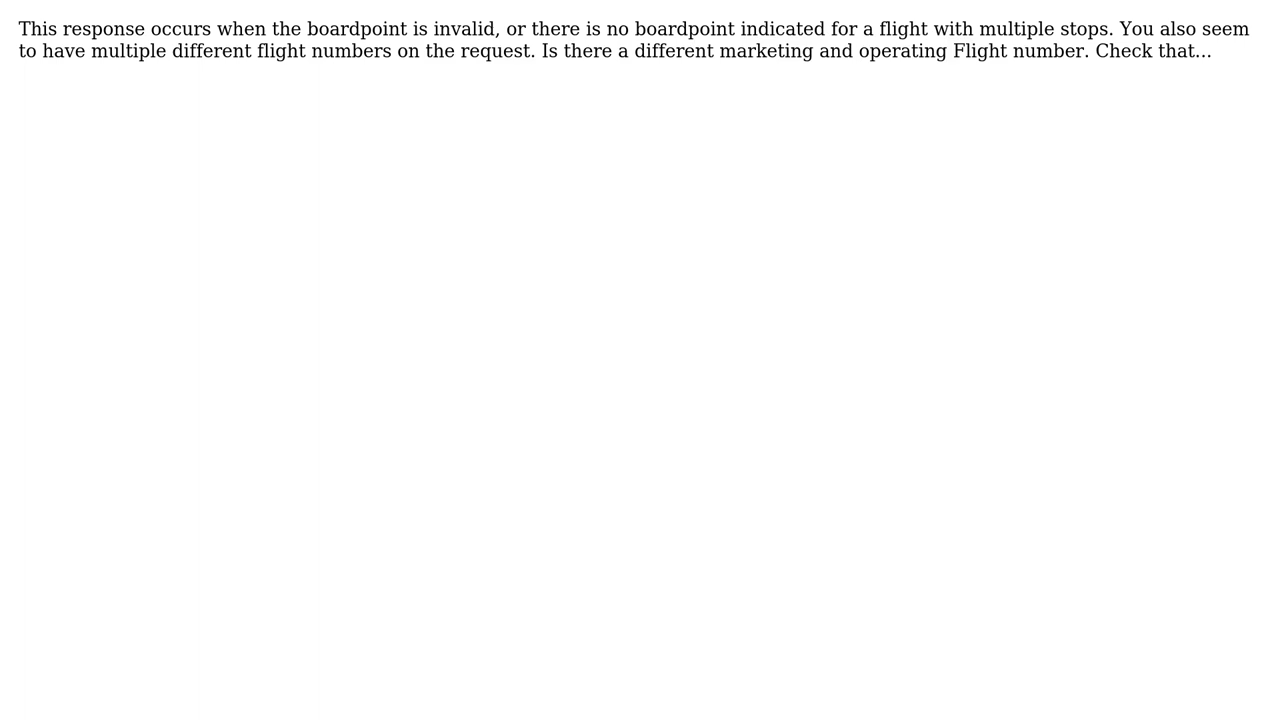 This response occurs when the boardpoint is invalid, or there is no boardpoint indicated for a flight with multiple stops. You also seem
to have multiple different flight numbers on the request. Is there a different marketing and operating Flight number. Check that...